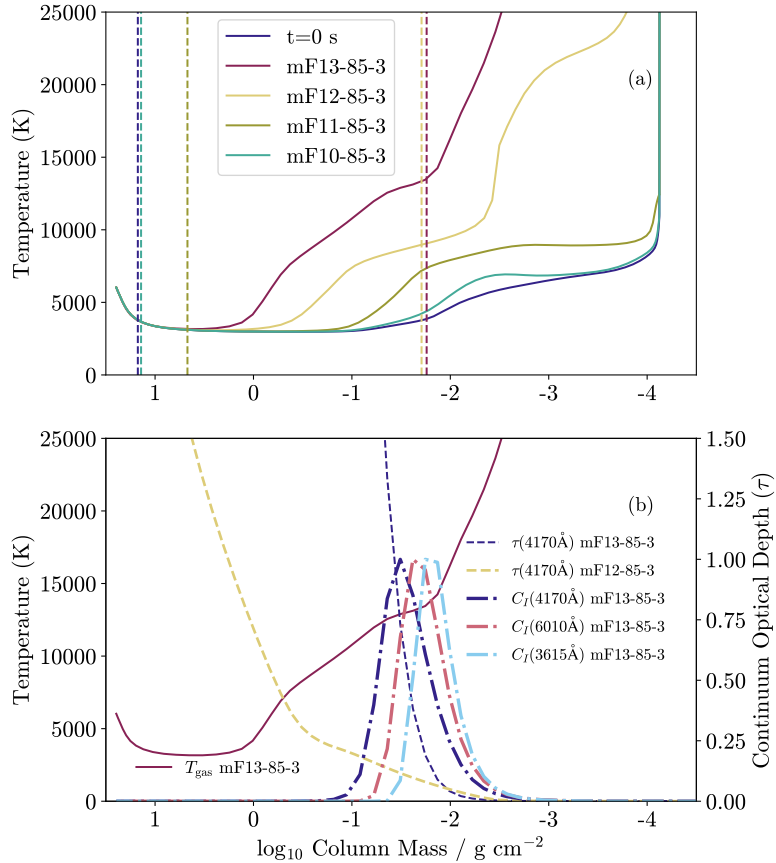 25000
20000
15000
10000
5000
0
Temperature (K)
t=0 s
mF13-85-3
mF12-85-3
mF11-85-3
mF10-85-3
(a)
1
0
-1
-2
-3
-4
25000
20000
15000
10000
5000
0
Temperature (K)
1.50
1.25
1.00
0.75
0.50
0.25
0.00
Continuum Optical Depth (τ)
(b)
τ(4170Å) mF13-85-3
τ(4170Å) mF12-85-3
C_I(4170Å) mF13-85-3
C_I(6010Å) mF13-85-3
C_I(3615Å) mF13-85-3
T_gas mF13-85-3
1
0
-1
-2
-3
-4
log₁₀ Column Mass / g cm⁻²